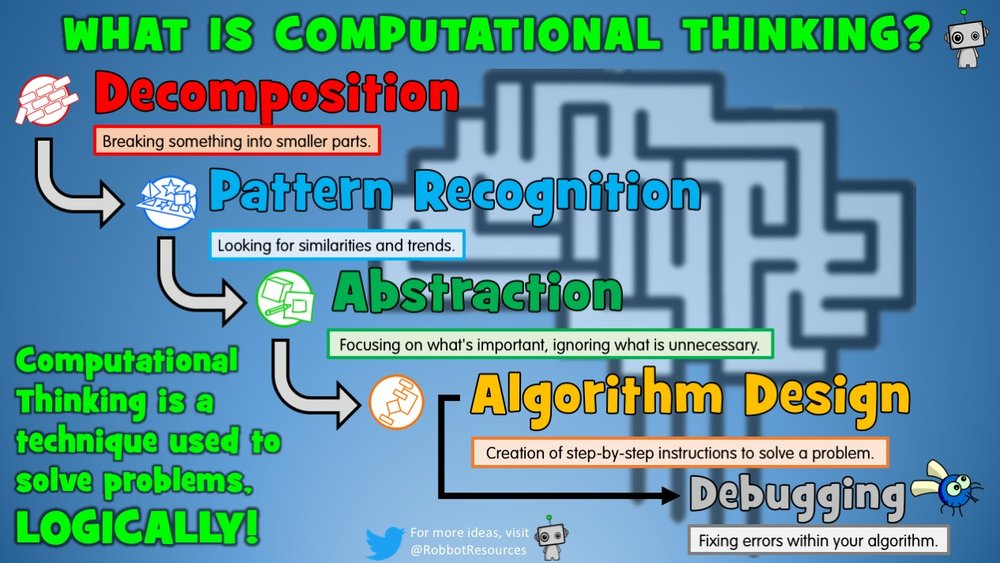 WHAT IS COMPUTATIONAL THINKING?
Decomposition
Breaking something into smaller parts.
Pattern Recognition
Looking for similarities and trends.
Abstraction
Focusing on what's important, ignoring what is unnecessary.
Algorithm Design
Creation of step-by-step instructions to solve a problem.
Debugging
Fixing errors within your algorithm.
Computational
Thinking is a
technique used to
solve problems,
LOGICALLY!
For more ideas, visit
@RobbotResources